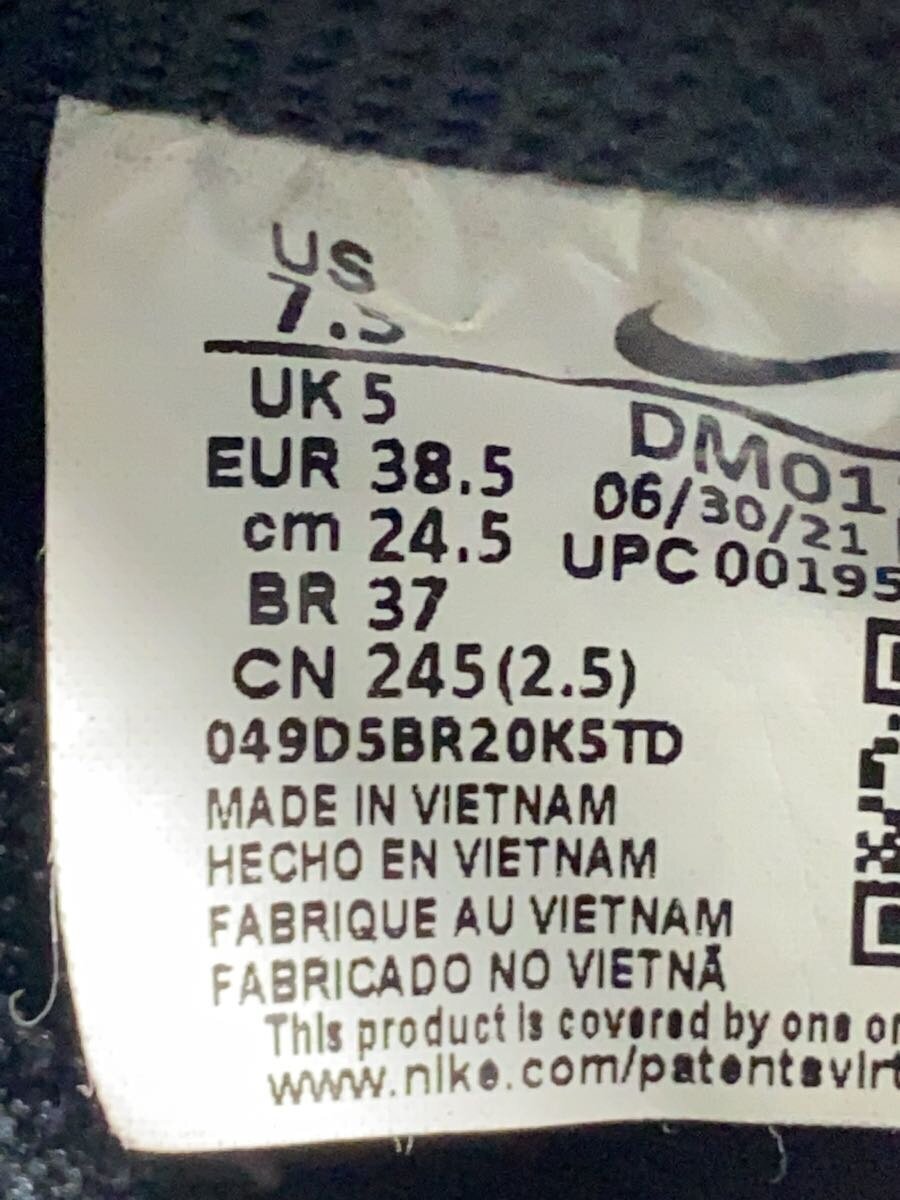 US
7.5
UK 5
EUR 38.5
cm 24.5
BR 37
CN 245(2.5)
049D5BR20K5TD
MADE IN VIETNAM
HECHO EN VIETNAM
FABRIQUE AU VIETNAM
FABRICADO NO VIETNÃ
This product is covered by one or
www.nike.com/patentsvirt
DM01
06/30/21
UPC 00195